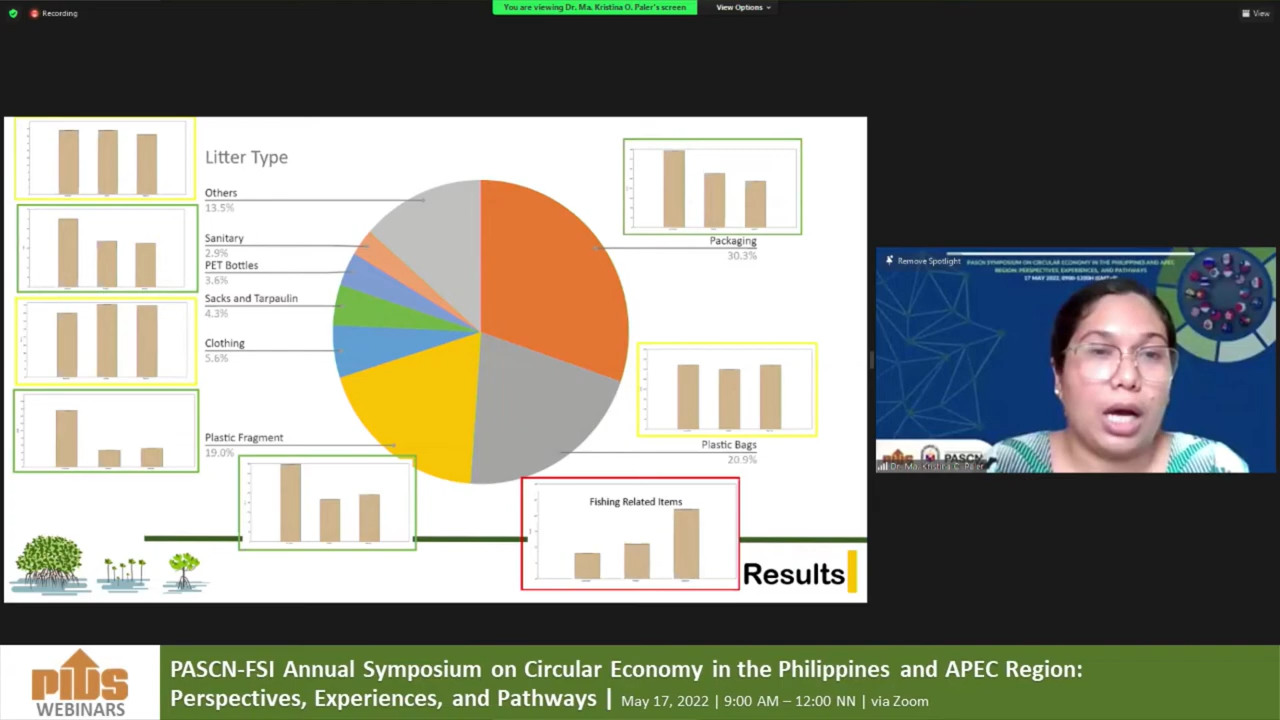 Recording
You are viewing Dr. Ma. Kristina O. Paler's screen
View Options
View
Litter Type
Others
13.5%
Sanitary
2.9%
PET Bottles
3.6%
Sacks and Tarpaulin
4.3%
Clothing
5.6%
Plastic Fragment
19.0%
Packaging
30.3%
Plastic Bags
20.9%
Fishing Related Items
Results
Remove Spotlight
PASCN SYMPOSIUM ON CIRCULAR ECONOMY IN THE PHILIPPINES AND APEC
REGION: PERSPECTIVES, EXPERIENCES, AND PATHWAYS
17 MAY 2022,
PIDS
PASCN
Dr. Ma. Kristina O. Paler
PIDS
WEBINARS
PASCN-FSI Annual Symposium on Circular Economy in the Philippines and APEC Region:
Perspectives, Experiences, and Pathways | May 17, 2022 | 9:00 AM – 12:00 NN | via Zoom